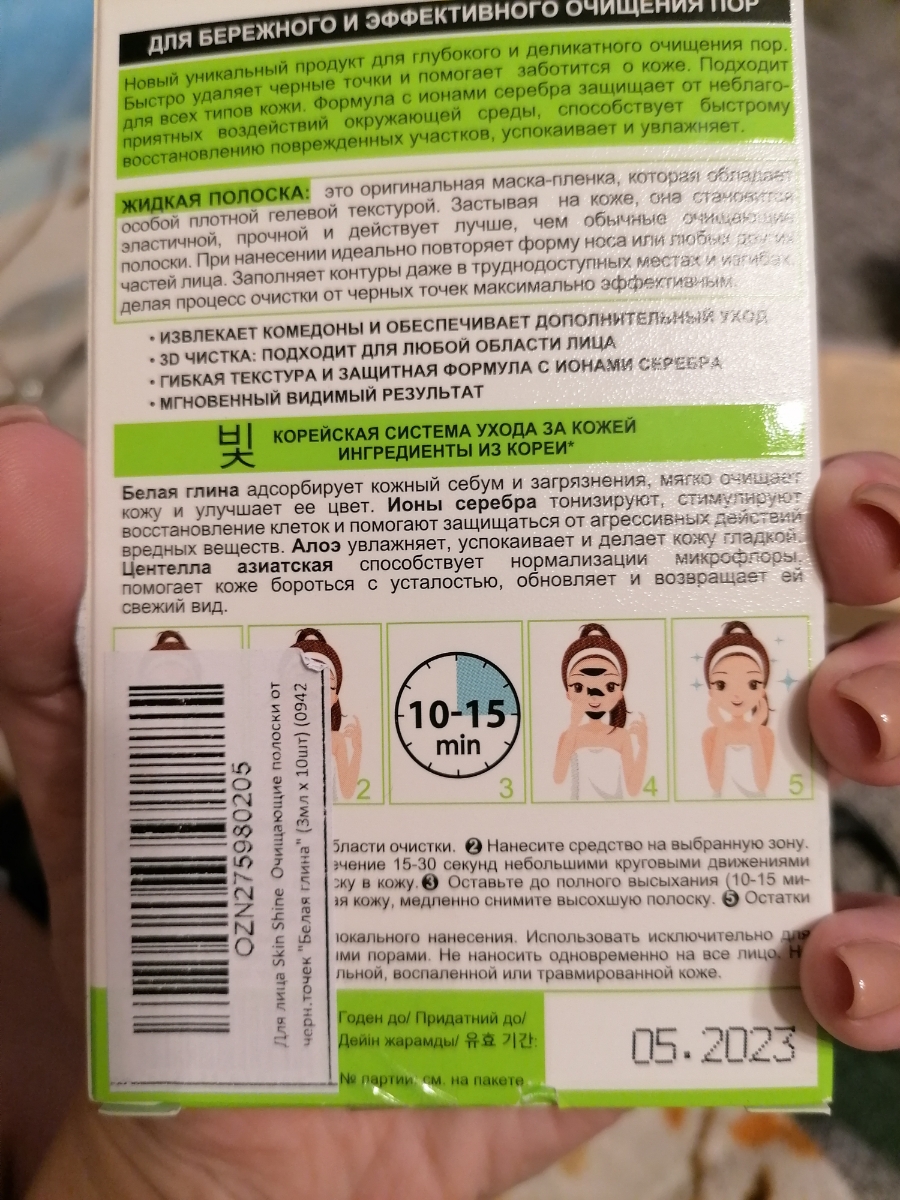 ДЛЯ БЕРЕЖНОГО И ЭФФЕКТИВНОГО ОЧИЩЕНИЯ ПОР
Новый уникальный продукт для глубокого и деликатного очищения пор.
Быстро удаляет черные точки и помогает заботится о коже. Подходит
для всех типов кожи. Формула с ионами серебра защищает от неблаго-
приятных воздействий окружающей среды, способствует быстрому
восстановлению поврежденных участков, успокаивает и увлажняет.
ЖИДКАЯ ПОЛОСКА: это оригинальная маска-пленка, которая обладает
особой плотной гелевой текстурой. Застывая на коже, она становится
эластичной, прочной и действует лучше, чем обычные очищающие
полоски. При нанесении идеально повторяет форму носа или любых других
частей лица. Заполняет контуры даже в труднодоступных местах и изгибах,
делая процесс очистки от черных точек максимально эффективным.
• ИЗВЛЕКАЕТ КОМЕДОНЫ И ОБЕСПЕЧИВАЕТ ДОПОЛНИТЕЛЬНЫЙ УХОД
• 3D ЧИСТКА: ПОДХОДИТ ДЛЯ ЛЮБОЙ ОБЛАСТИ ЛИЦА
• ГИБКАЯ ТЕКСТУРА И ЗАЩИТНАЯ ФОРМУЛА С ИОНАМИ СЕРЕБРА
• МГНОВЕННЫЙ ВИДИМЫЙ РЕЗУЛЬТАТ
빛 КОРЕЙСКАЯ СИСТЕМА УХОДА ЗА КОЖЕЙ
ИНГРЕДИЕНТЫ ИЗ КОРЕИ*
Белая глина адсорбирует кожный себум и загрязнения, мягко очищает
кожу и улучшает ее цвет. Ионы серебра тонизируют, стимулируют
восстановление клеток и помогают защищаться от агрессивных действий
вредных веществ. Алоэ увлажняет, успокаивает и делает кожу гладкой.
Центелла азиатская способствует нормализации микрофлоры,
помогает коже бороться с усталостью, обновляет и возвращает ей
свежий вид.
10-15
min
2 3 4 5
бласти очистки. ❷ Нанесите средство на выбранную зону.
ечение 15-30 секунд небольшими круговыми движениями
ску в кожу. ❸ Оставьте до полного высыхания (10-15 ми-
ая кожу, медленно снимите высохшую полоску. ❺ Остатки
локального нанесения. Использовать исключительно для
ыми порами. Не наносить одновременно на все лицо. Н
льной, воспаленной или травмированной коже.
Годен до/ Придатний до/
Дейін жарамды/ 유효 기간:
05.2023
№ партии: см. на пакете
OZN275980205
Для лица Skin Shine Очищающие полоски от
черн.точек "Белая глина" (3мл х 10шт) (0942